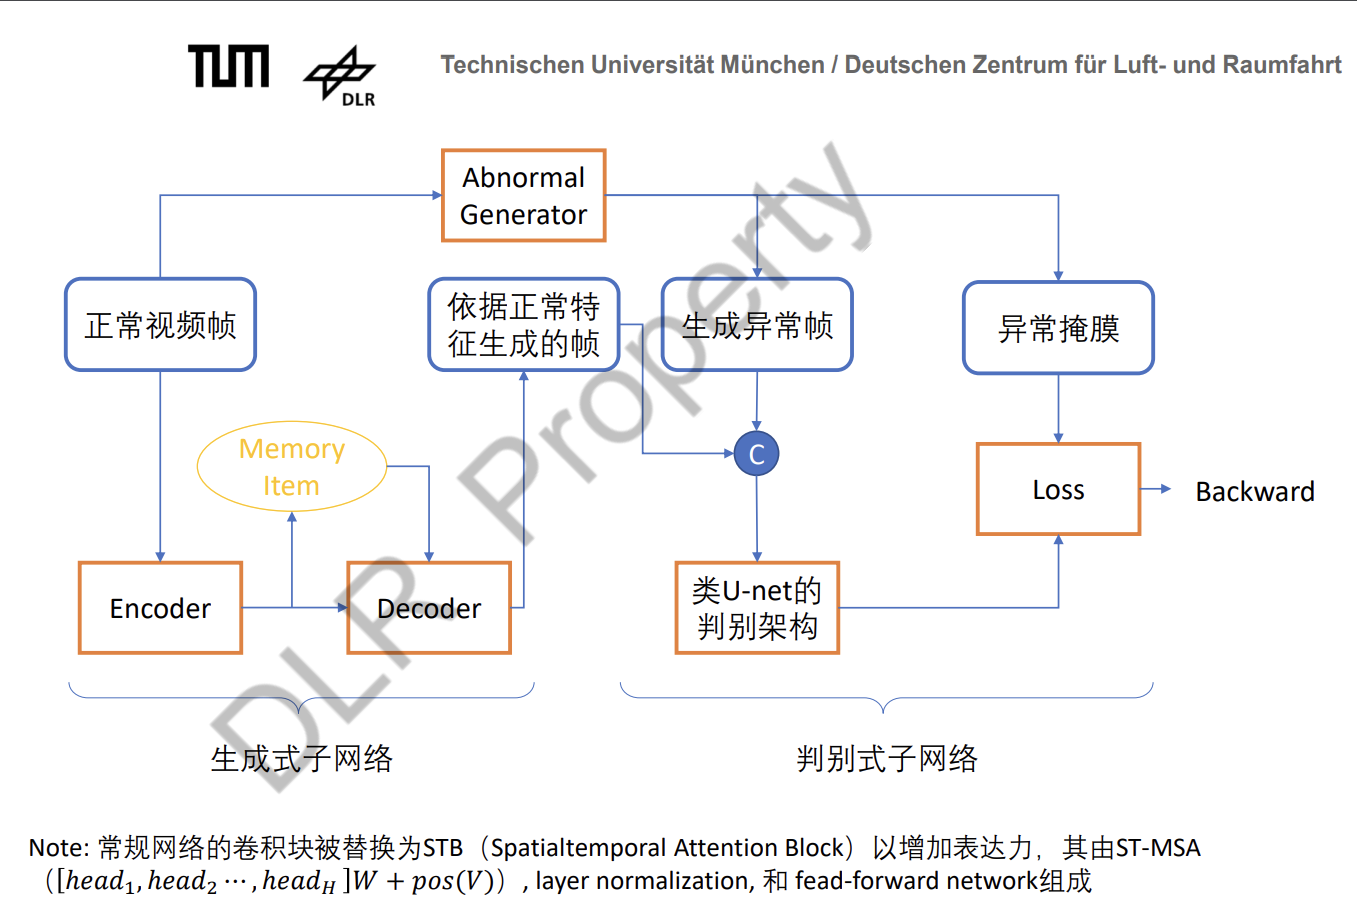 TUM
DLR
Technischen Universität München / Deutschen Zentrum für Luft- und Raumfahrt
Abnormal
Generator
正常视频帧
依据正常特
征生成的帧
生成异常帧
异常掩膜
Memory
Item
C
Loss
Backward
Encoder
Decoder
类U-net的
判别架构
生成式子网络
判别式子网络
DLR Property
Note: 常规网络的卷积块被替换为STB（Spatialtemporal Attention Block）以增加表达力，其由ST-MSA
（[head₁, head₂ ⋯, head_H ]W + pos(V)）, layer normalization, 和 fead-forward network组成